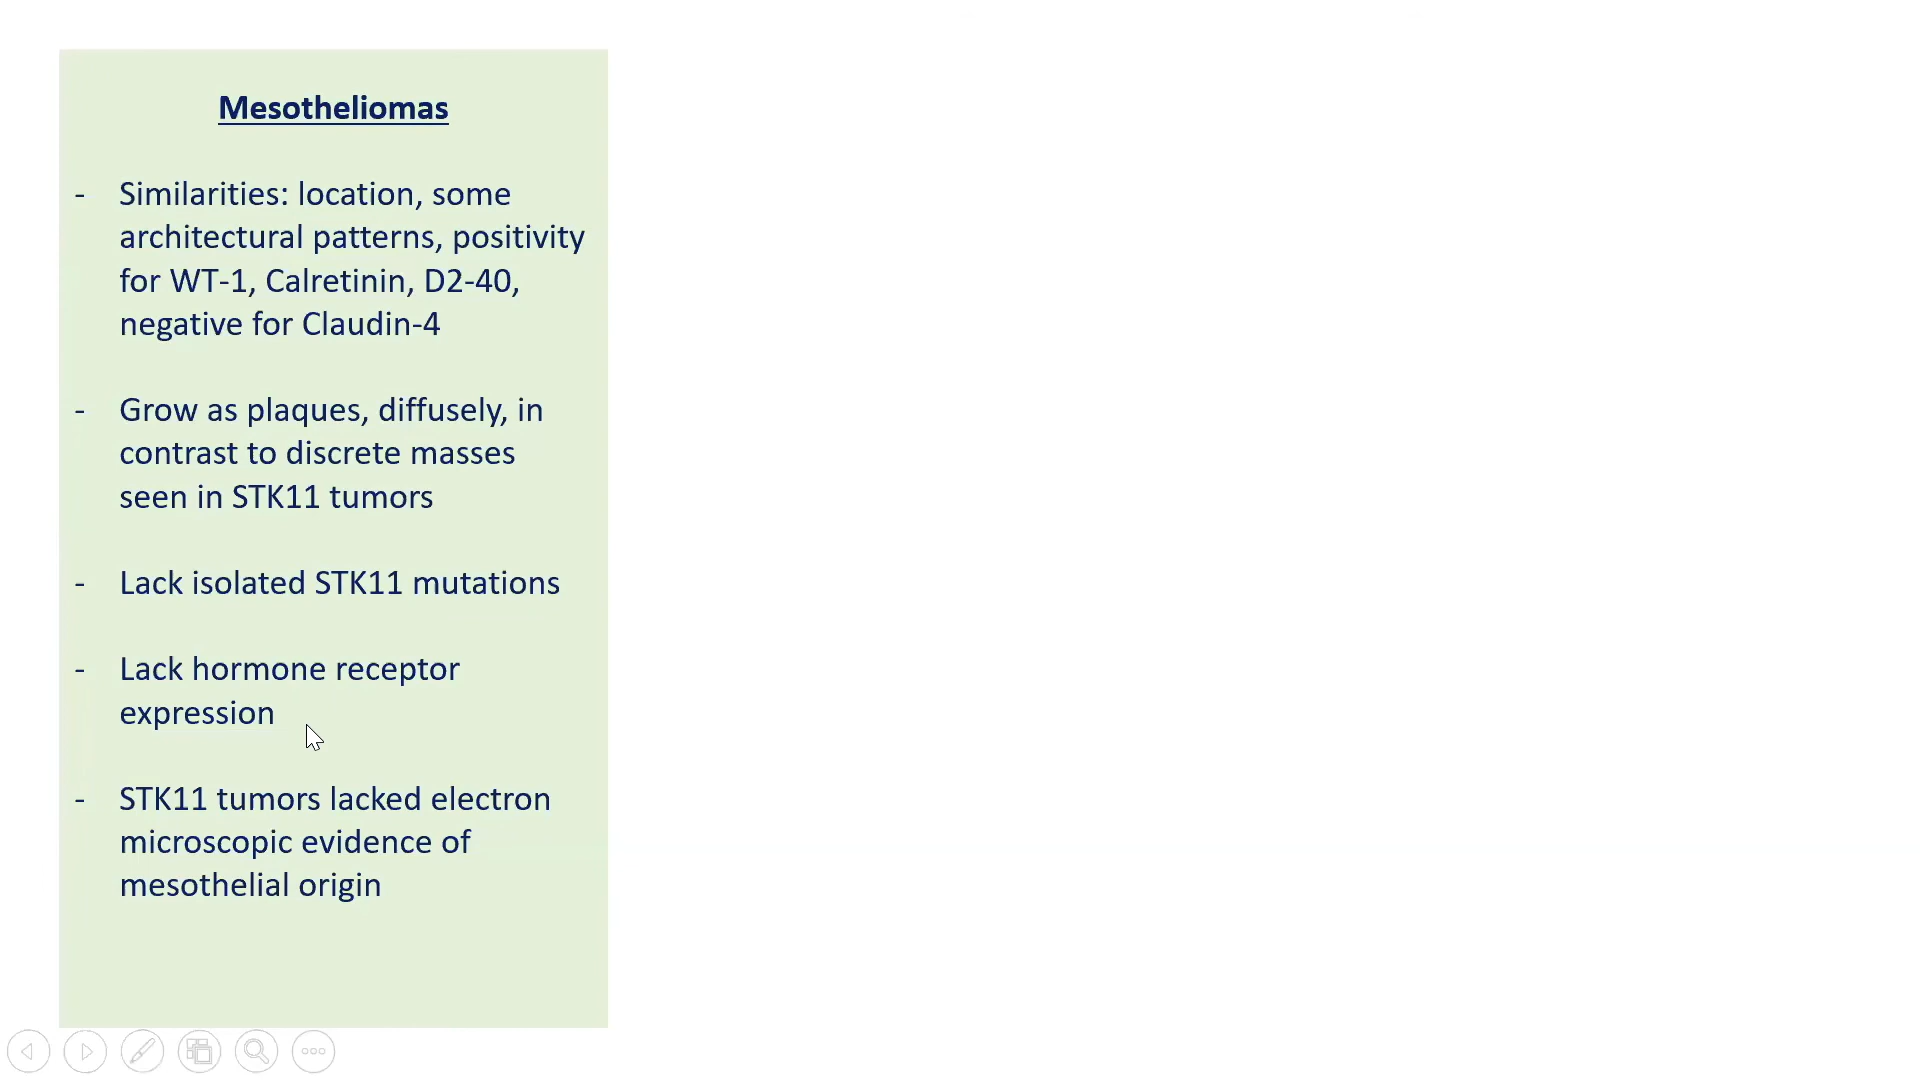 Mesotheliomas
- Similarities: location, some
architectural patterns, positivity
for WT-1, Calretinin, D2-40,
negative for Claudin-4
- Grow as plaques, diffusely, in
contrast to discrete masses
seen in STK11 tumors
- Lack isolated STK11 mutations
- Lack hormone receptor
expression
- STK11 tumors lacked electron
microscopic evidence of
mesothelial origin